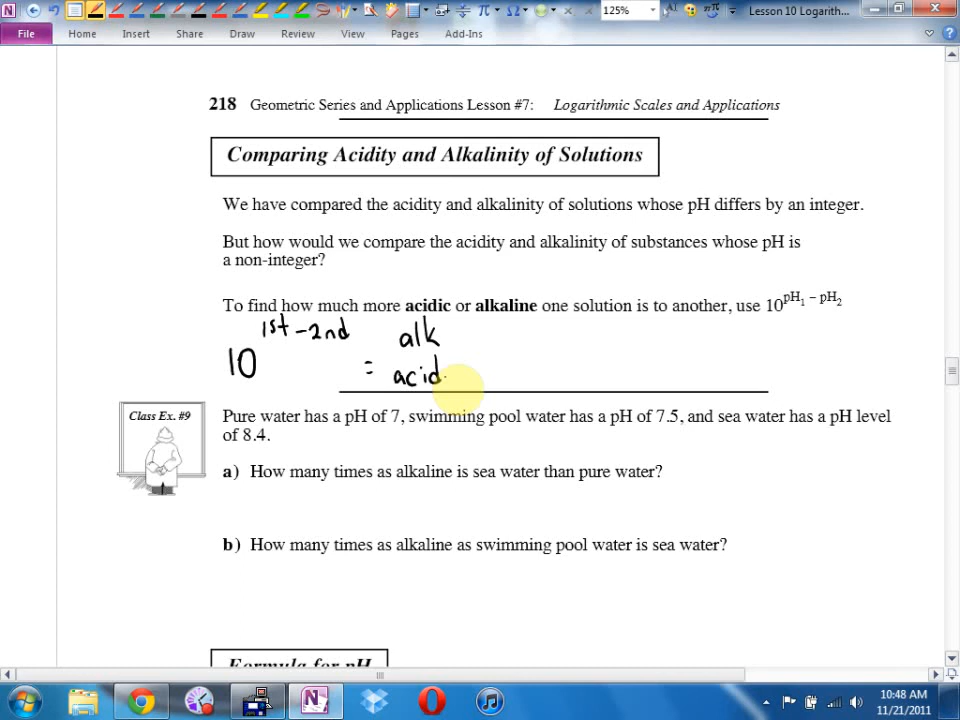 125%
Lesson 10 Logarith...
File Home Insert Share Draw Review View Pages Add-Ins
218 Geometric Series and Applications Lesson #7: Logarithmic Scales and Applications
Comparing Acidity and Alkalinity of Solutions
We have compared the acidity and alkalinity of solutions whose pH differs by an integer.
But how would we compare the acidity and alkalinity of substances whose pH is
a non-integer?
To find how much more acidic or alkaline one solution is to another, use 10^pH₁ – pH₂
1st - 2nd alk
10 = acid
Class Ex. #9
Pure water has a pH of 7, swimming pool water has a pH of 7.5, and sea water has a pH level
of 8.4.
a) How many times as alkaline is sea water than pure water?
b) How many times as alkaline as swimming pool water is sea water?
Formula for pH
10:48 AM
11/21/2011